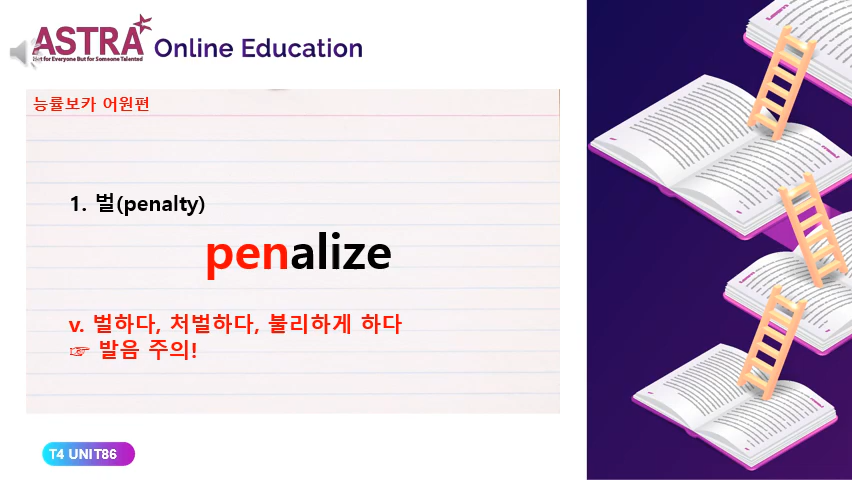 ASTRA
Not for Everyone But for Someone Talented
Online Education
능률보카 어원편
1. 벌(penalty)
penalize
v. 벌하다, 처벌하다, 불리하게 하다
☞ 발음 주의!
T4 UNIT86